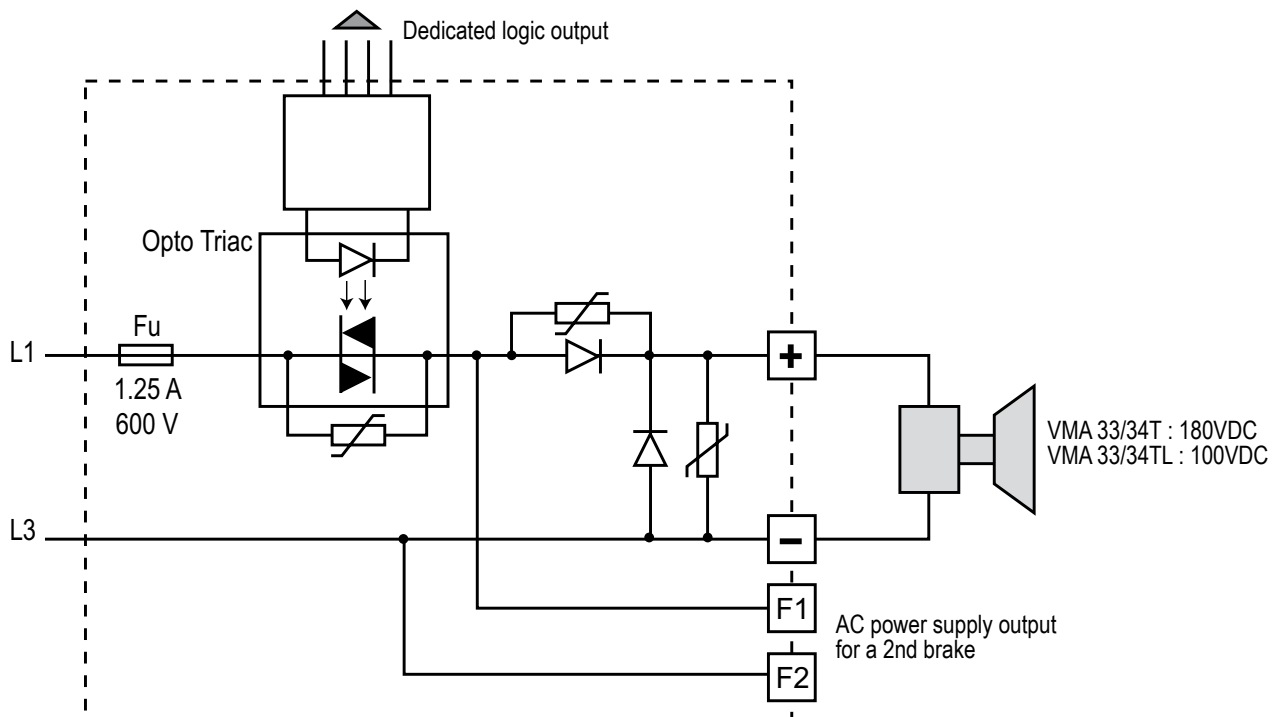 Dedicated logic output
Opto Triac
L1
Fu
1.25 A
600 V
+
VMA 33/34T : 180VDC
VMA 33/34TL : 100VDC
L3
−
F1
AC power supply output
for a 2nd brake
F2